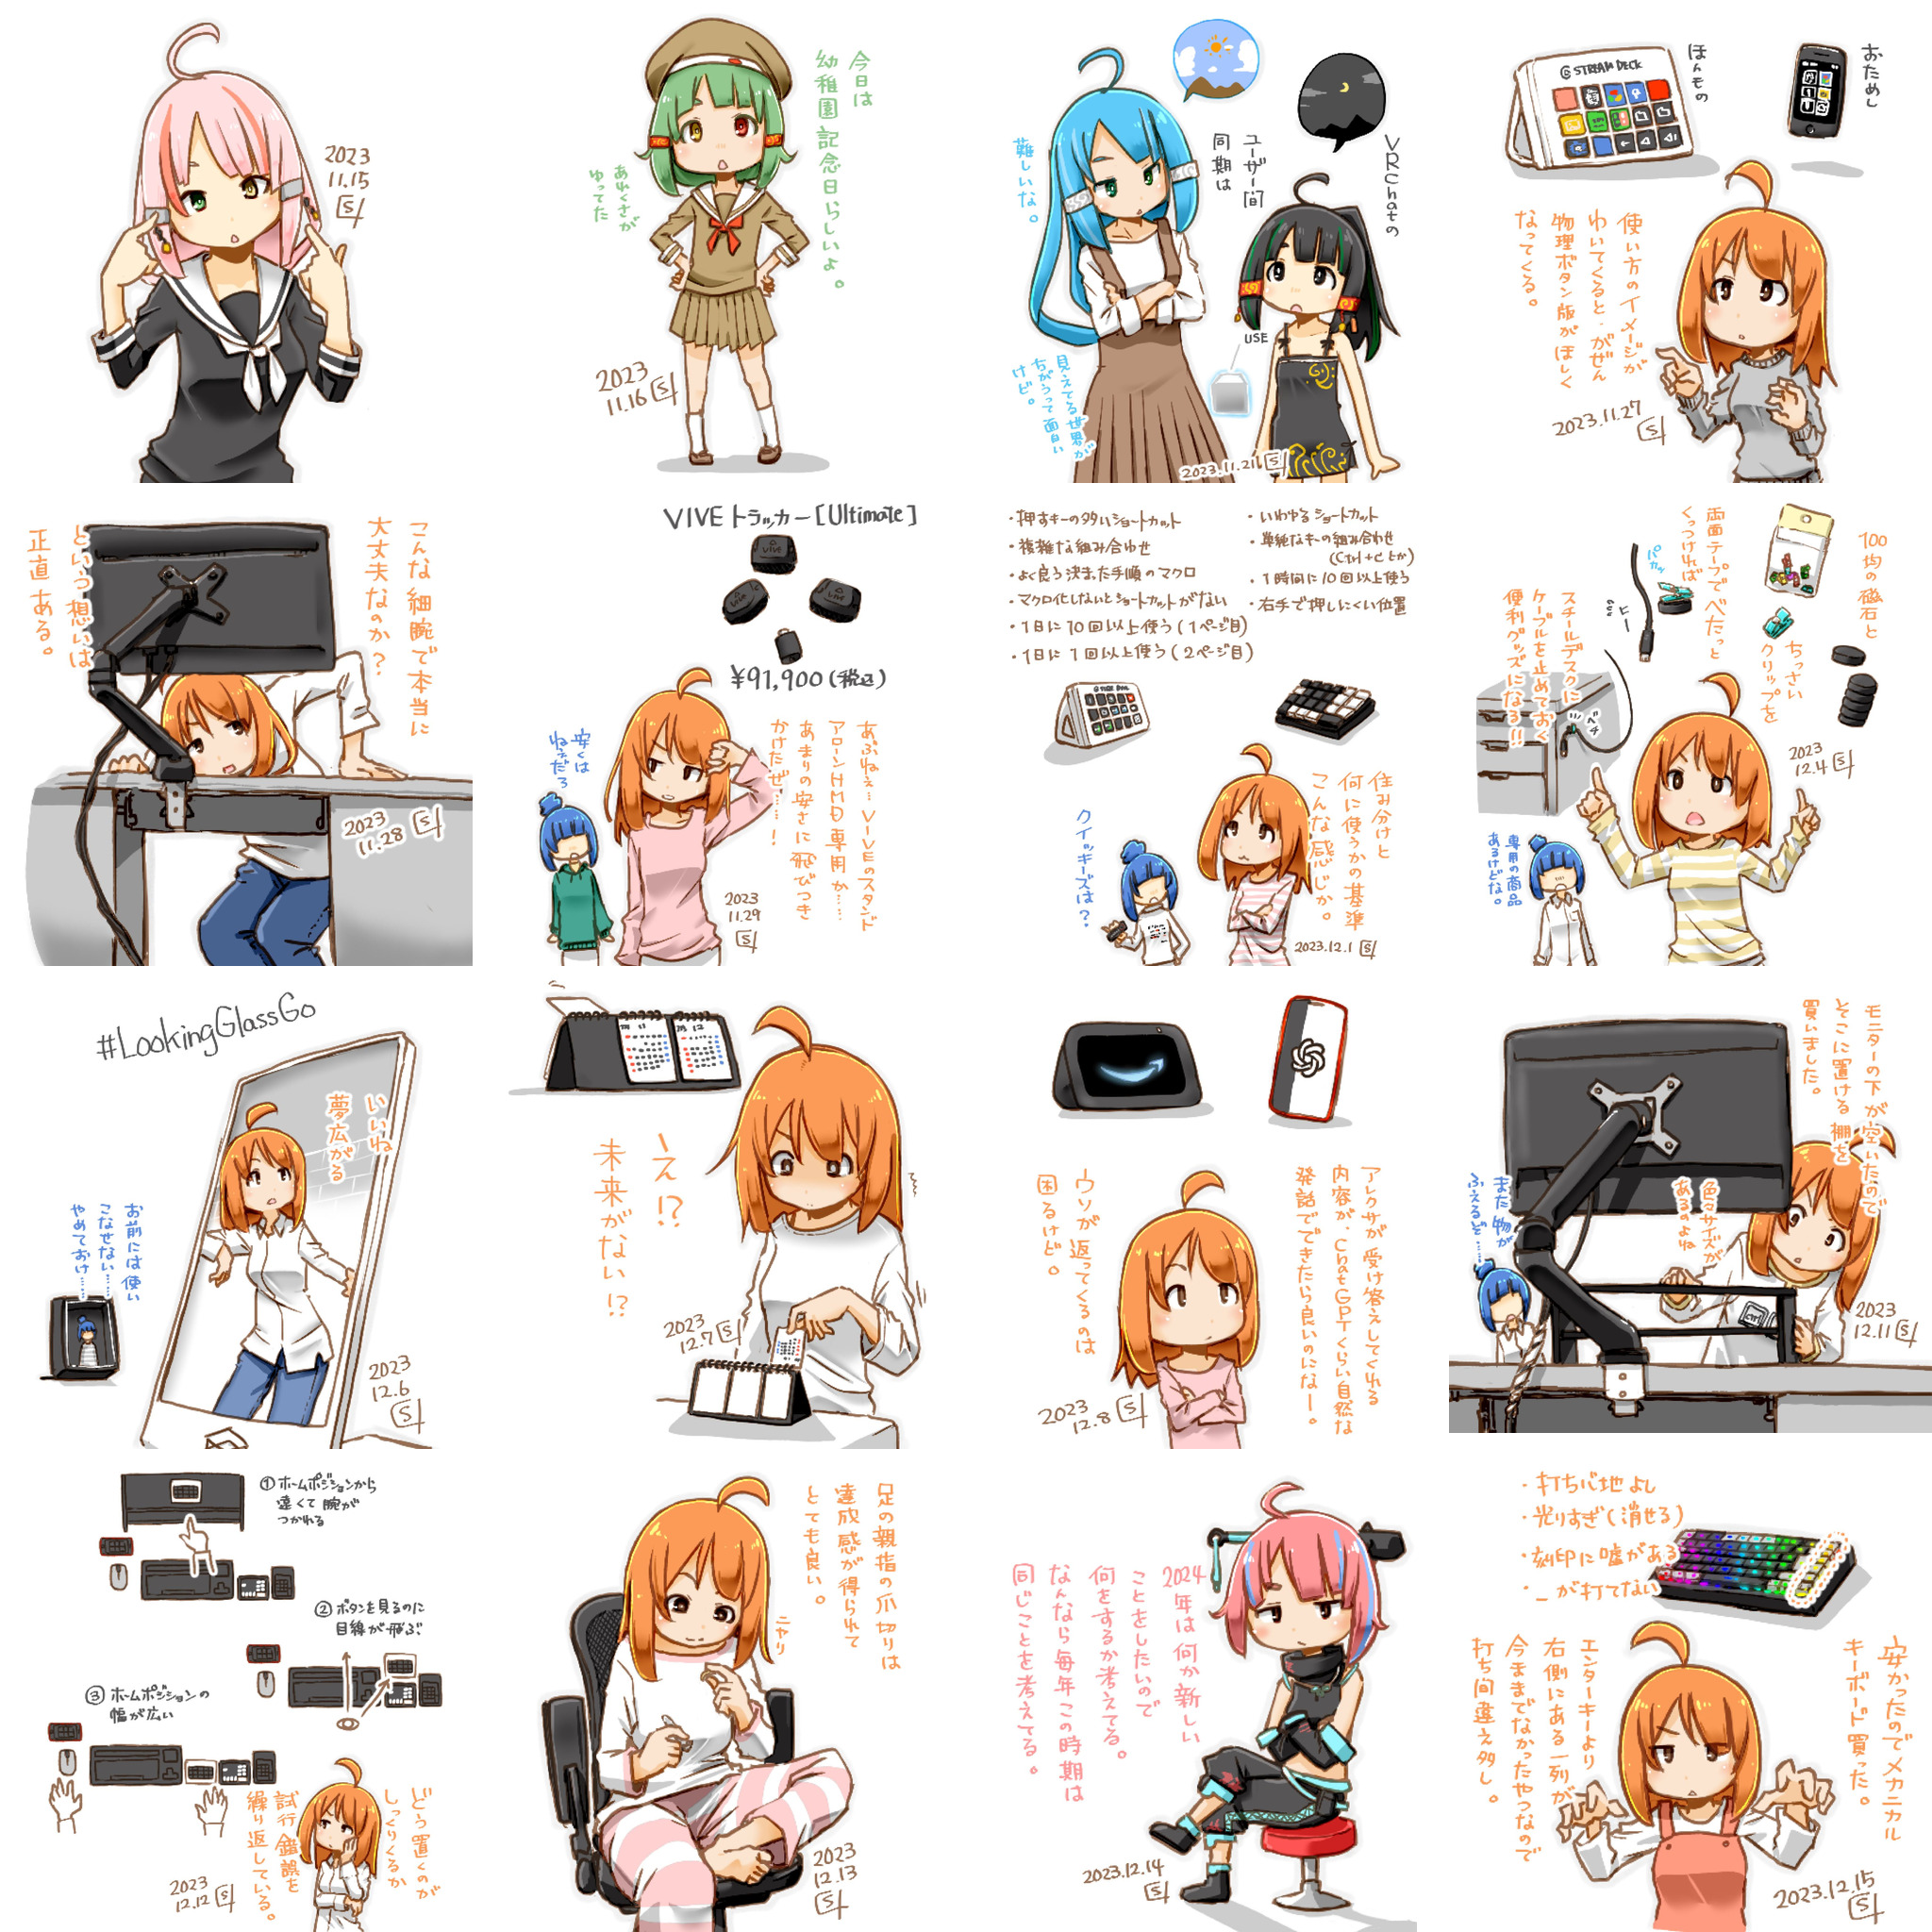 2023
11.15
今日は
幼稚園記念日らしいよ。
あれくさが
ゆってた
2023
11.16
VRChatの
ユーザー間
同期は
難しいな。
USE
見えてる世界が
ちがうって面白い
けど。
2023.11.21
おためし
ほんもの
STREAM DECK
使い方のイメージが
わいてくると、がぜん
物理ボタン版がほしく
なってくる。
2023.11.27
こんな細腕で本当に
大丈夫なのか?
という想いは
正直ある。
2023
11.28
VIVEトラッカー[Ultimate]
VIVE
¥91,900(税込)
あぶねぇ…VIVEのスタンド
アローンHMD専用か……
あまりの安さに飛びつき
かけたぜ……!
安くは
ねぇだろ
2023
11.29
・押すキーの多いショートカット
・複雑な組み合わせ
・よく良う決まった手順のマクロ
・マクロ化しないとショートカットがない
・1日に10回以上使う(1ページ目)
・1日に1回以上使う(2ページ目)
・いわゆるショートカット
・単純なキーの組み合わせ
(Ctrl+Cとか)
・1時間に10回以上使う
・右手で押しにくい位置
住み分けと
何に使うかの基準
こんな感じか。
クイッキーズは?
2023.12.1
100均の磁石と
ちっさい
クリップを
両面テープでべたっと
くっつければ
パカッ
スチールデスクに
ケーブルを止めておく
便利グッズになる!!
専用の商品
あるけどな。
2023
12.4
#LookingGlassGo
いいね
夢広がる
お前には使い
こなせない……
やめておけ……
2023
12.6
11
12
えー!?
未来がない!?
2023
12.7
アレクサが受け答えしてくれる
内容が、ChatGPTくらい自然な
発話でできたら良いのになー。
ウソが返ってくるのは
困るけど。
2023
12.8
モニターの下が空いたので
そこに置ける棚を
買いました。
色々サイズが
あるのよね
また物が
ふえるぞ……
Ctrl
2023
12.11
①ホームポジションから
遠くて腕が
つかれる
②ボタンを見るのに
目線が飛ぶ
③ホームポジションの
幅が広い
どう置くのが
しっくりくるか
試行錯誤を
繰り返している。
2023
12.12
足の親指の爪切りは
達成感が得られて
とても良い。
ニヤリ
2023
12.13
2024年は何か新しい
ことをしたいので
何をするか考えてる。
なんなら毎年この時期は
同じことを考えてる。
2023.12.14
・打ち心地よし
・光りすぎ(消せる)
・刻印に嘘がある
・_が打てない
安かったのでメカニカル
キーボード買った。
エンターキーより
右側にある一列が
今までなかったやつなので
打ち間違え多し。
2023.12.15